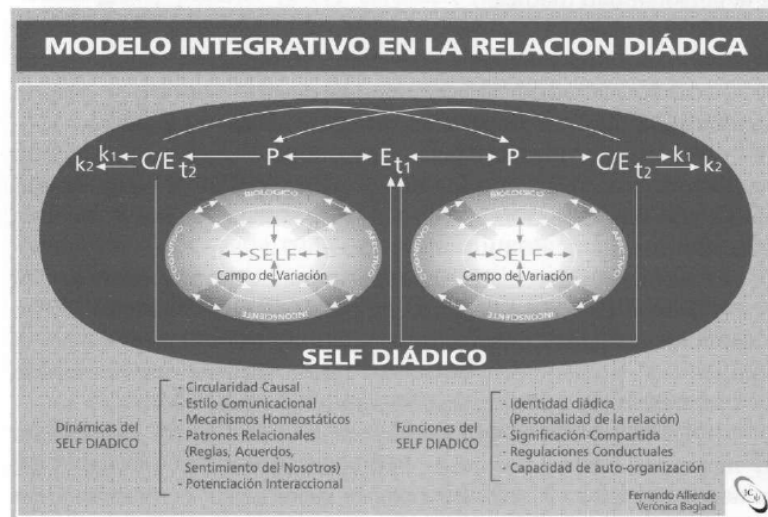 MODELO INTEGRATIVO EN LA RELACION DIÁDICA
k2 k1 C/E t2 P E t1 P C/E t2 k1 k2
BIOLOGICO BIOLOGICO
COGNITIVO AFECTIVO COGNITIVO AFECTIVO
SELF SELF
Campo de Variación Campo de Variación
INCONSCIENTE INCONSCIENTE
SELF DIÁDICO
Dinámicas del
SELF DIADICO
- Circularidad Causal
- Estilo Comunicacional
- Mecanismos Homeostáticos
- Patrones Relacionales
(Reglas, Acuerdos,
Sentimiento del Nosotros)
- Potenciación Interaccional
Funciones del
SELF DIADICO
- Identidad diádica
(Personalidad de la relación)
- Significación Compartida
- Regulaciones Conductuales
- Capacidad de auto-organización
Fernando Alliende
Verónica Bagladi